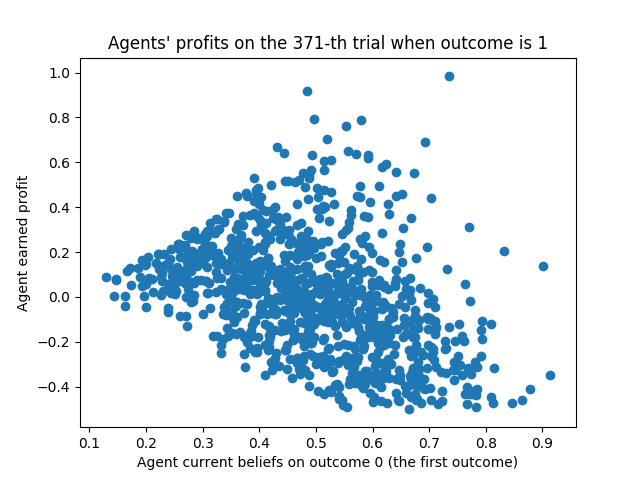 Agents' profits on the 371-th trial when outcome is 1
1.0
0.8
0.6
0.4
0.2
0.0
−0.2
−0.4
Agent earned profit
0.1 0.2 0.3 0.4 0.5 0.6 0.7 0.8 0.9
Agent current beliefs on outcome 0 (the first outcome)